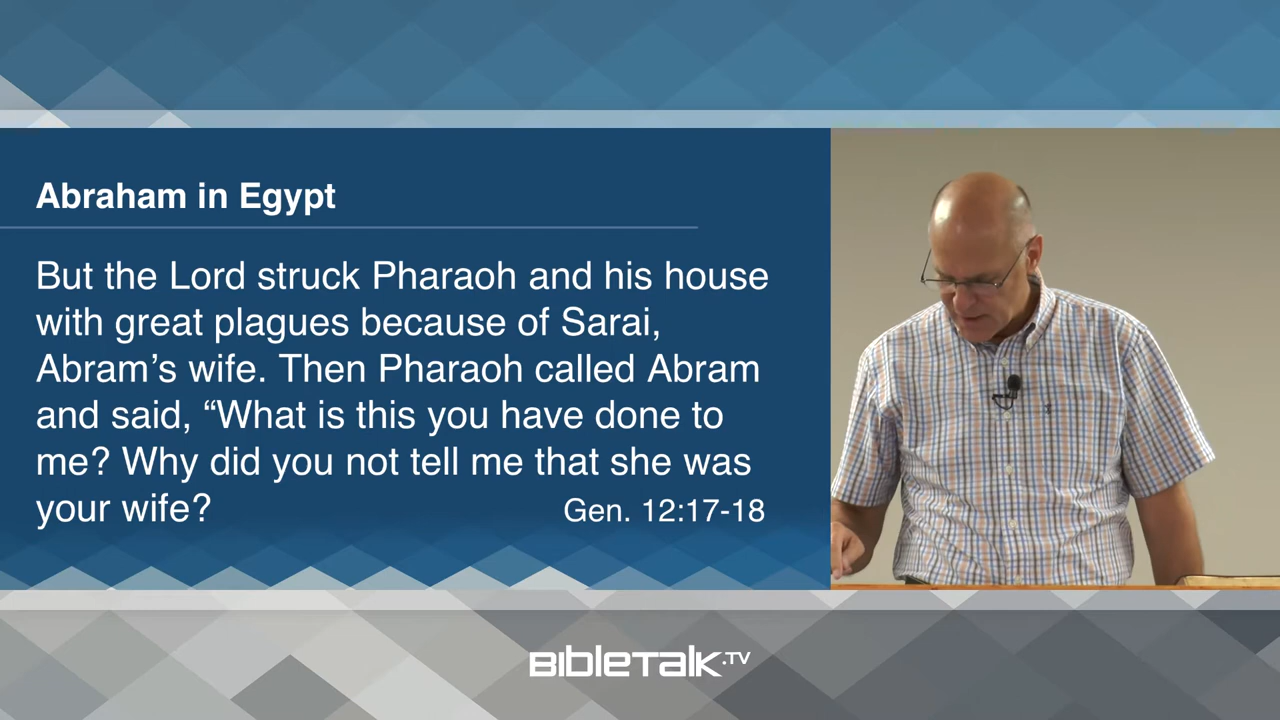 Abraham in Egypt
But the Lord struck Pharaoh and his house
with great plagues because of Sarai,
Abram’s wife. Then Pharaoh called Abram
and said, “What is this you have done to
me? Why did you not tell me that she was
your wife?
Gen. 12:17-18
BIBLETALK.TV